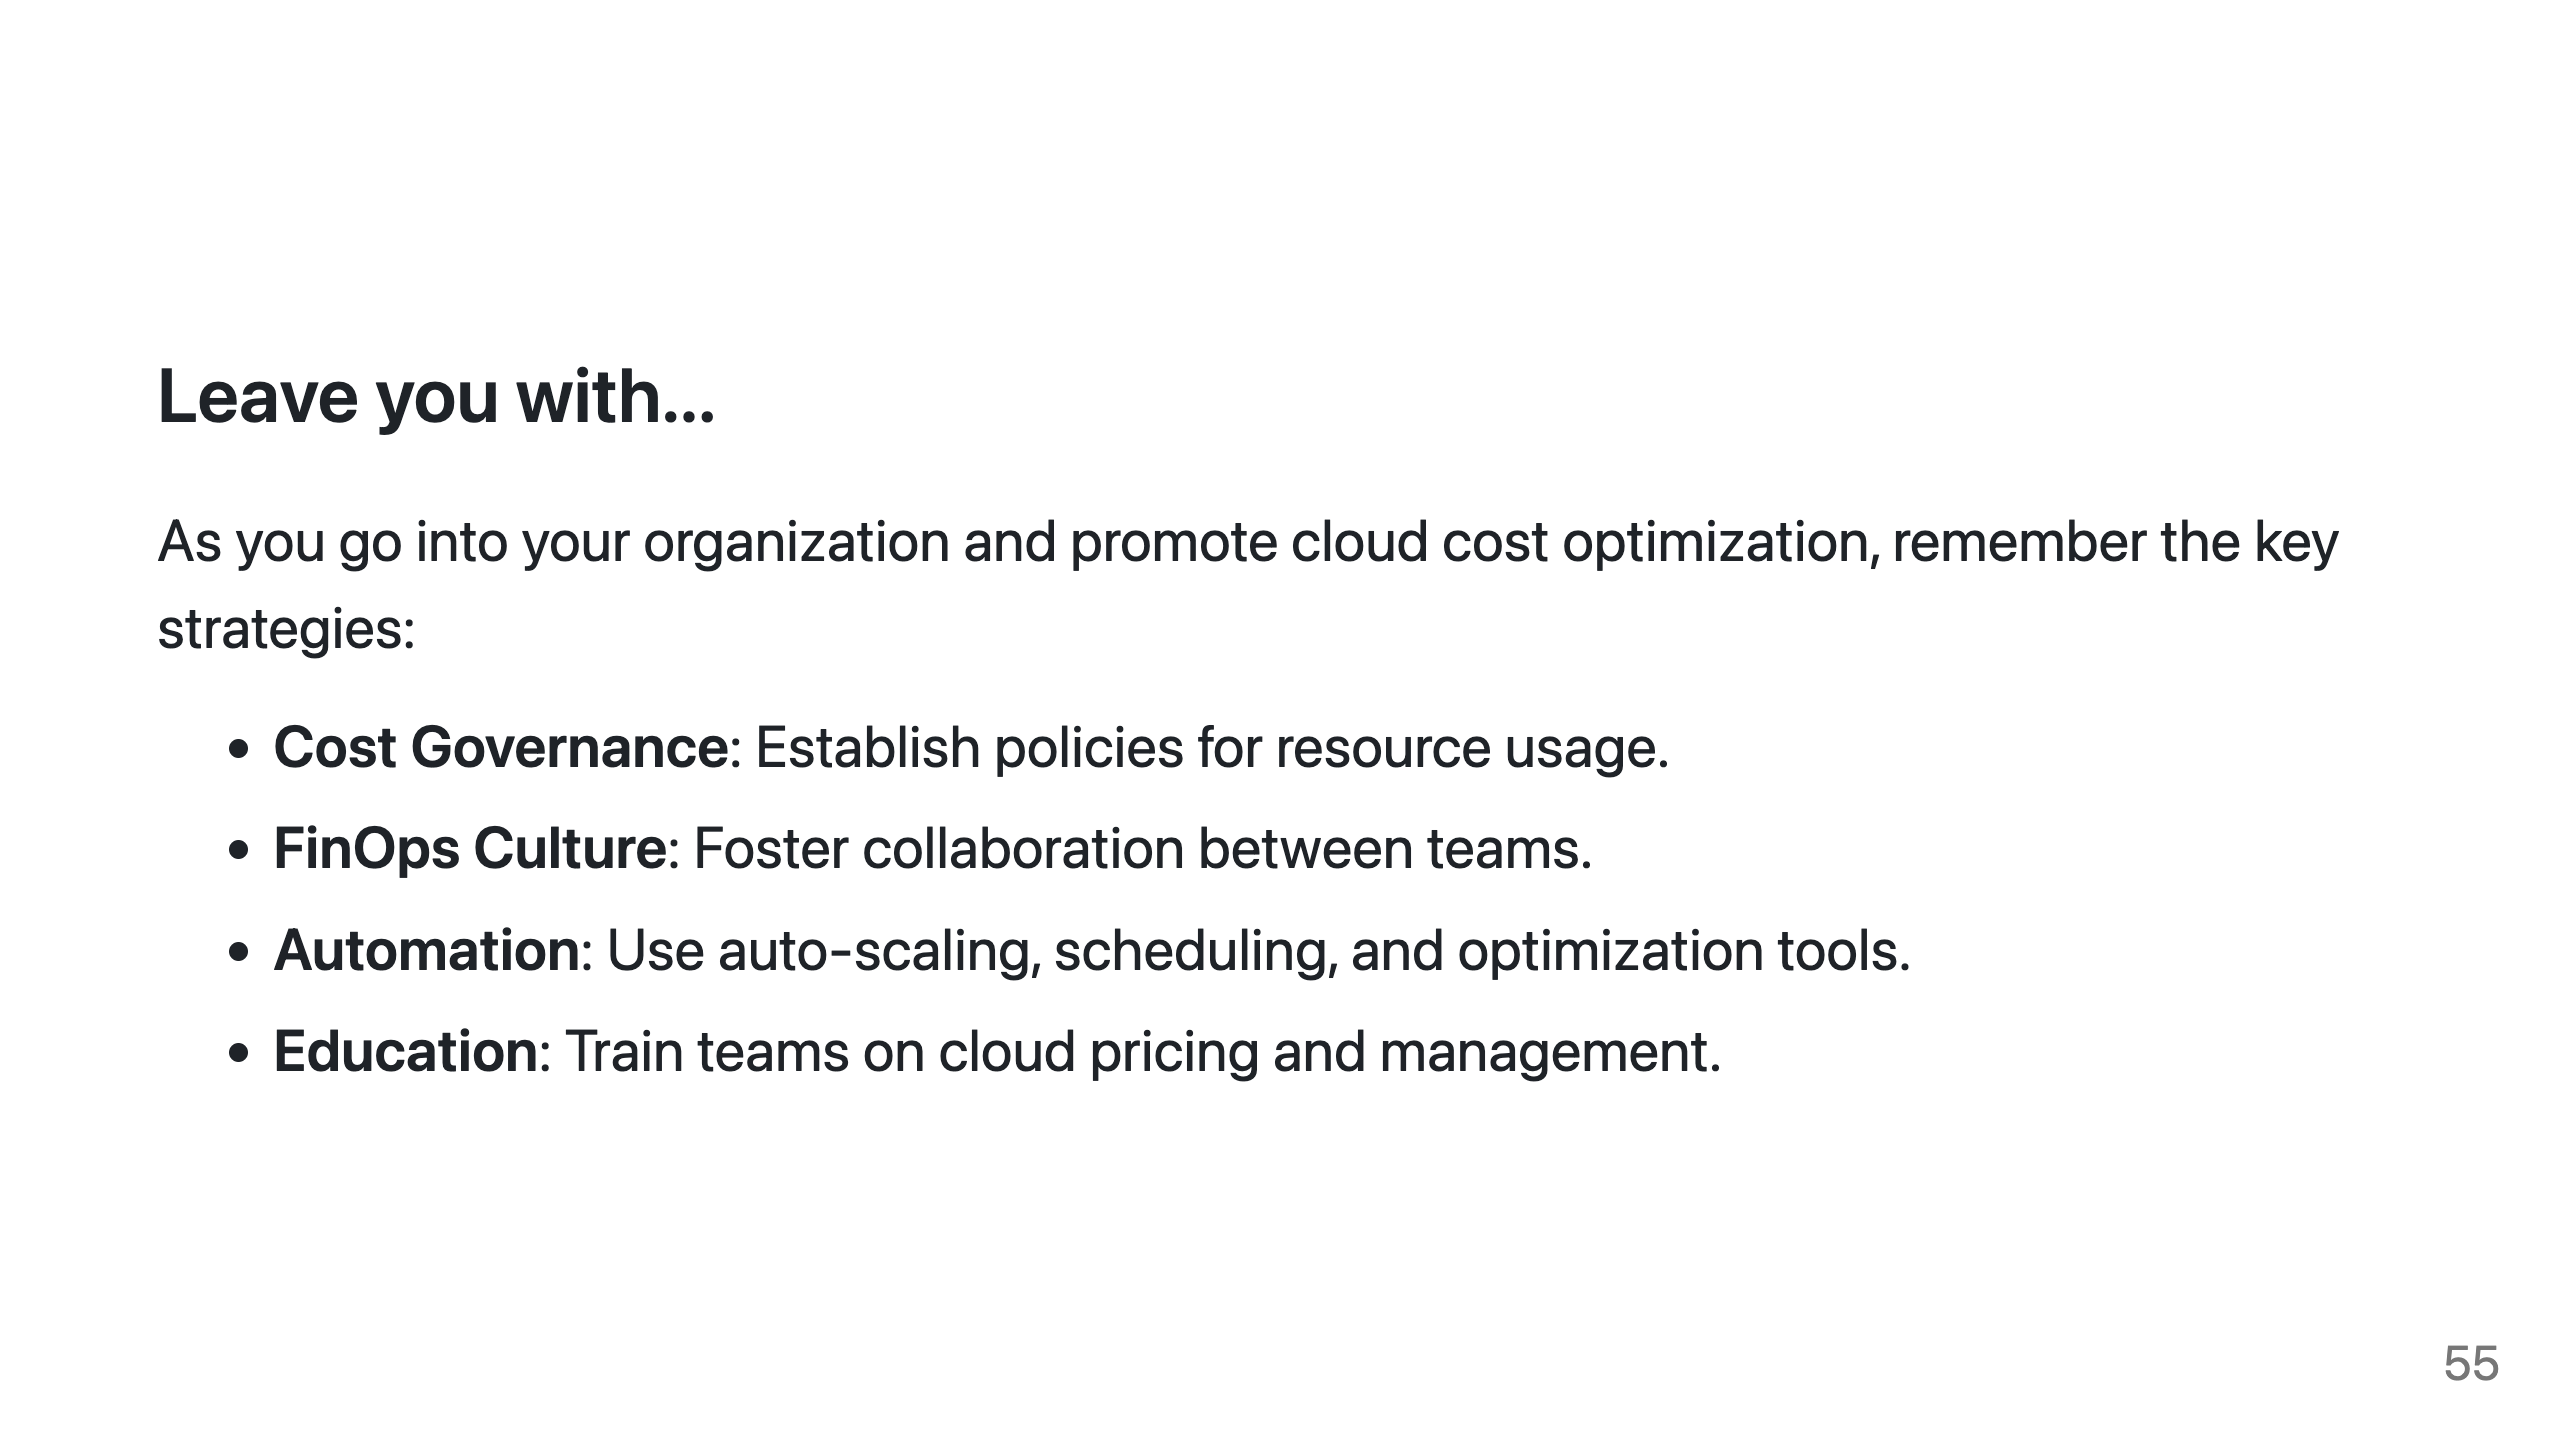 Leave you with...
As you go into your organization and promote cloud cost optimization, remember the key
strategies:
• Cost Governance: Establish policies for resource usage.
• FinOps Culture: Foster collaboration between teams.
• Automation: Use auto-scaling, scheduling, and optimization tools.
• Education: Train teams on cloud pricing and management.
55